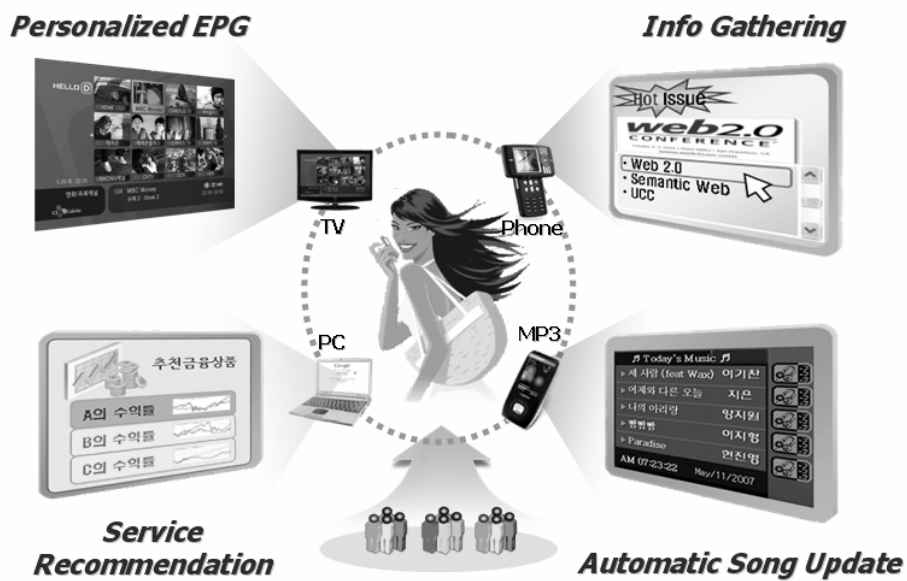 Personalized EPG
Info Gathering
HELLO D
104 MBC Movies
Hot Issue
web2.0
CONFERENCE
• Web 2.0
• Semantic Web
• UCC
TV
Phone
PC
MP3
추천금융상품
A의 수익률
B의 수익률
C의 수익률
♬ Today's Music ♬
세 사람 (feat Wax) 이기찬
어제와 다른 오늘 지은
나의 아리랑 양지원
빰빰빰 이지형
Paradise 현진영
AM 07:23:22 May/11/2007
Service
Recommendation
Automatic Song Update